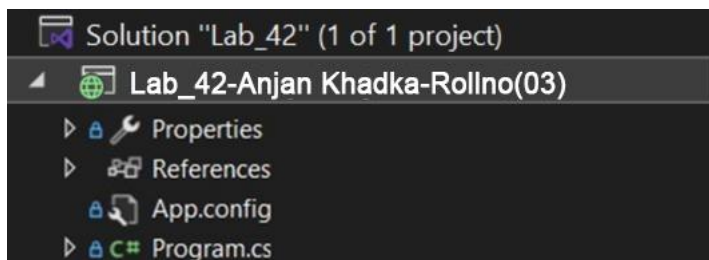 Solution "Lab_42" (1 of 1 project)
Lab_42-Anjan Khadka-Rollno(03)
Properties
References
App.config
C# Program.cs